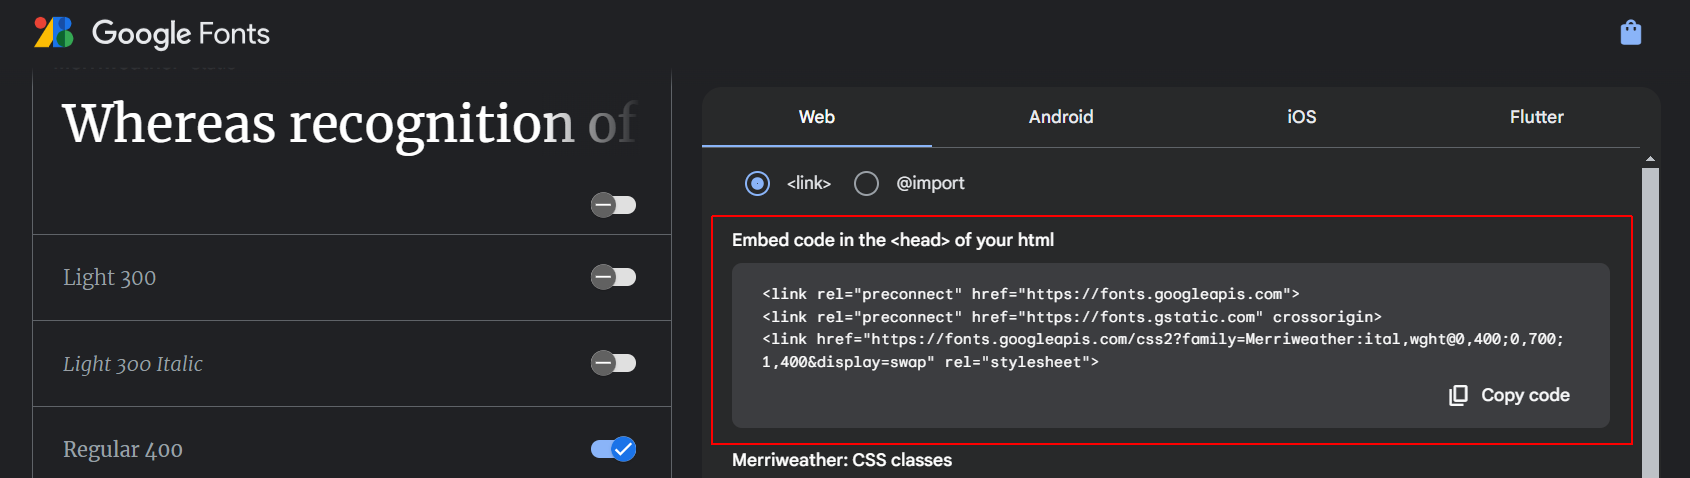 Google Fonts
Whereas recognition of
Light 300
Light 300 Italic
Regular 400
Web Android iOS Flutter
<link> @import
Embed code in the <head> of your html
<link rel="preconnect" href="https://fonts.googleapis.com">
<link rel="preconnect" href="https://fonts.gstatic.com" crossorigin>
<link href="https://fonts.googleapis.com/css2?family=Merriweather:ital,wght@0,400;0,700;
1,400&display=swap" rel="stylesheet">
Copy code
Merriweather: CSS classes